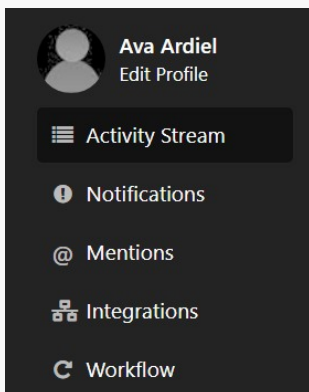 Ava Ardiel
Edit Profile
Activity Stream
Notifications
@ Mentions
Integrations
Workflow